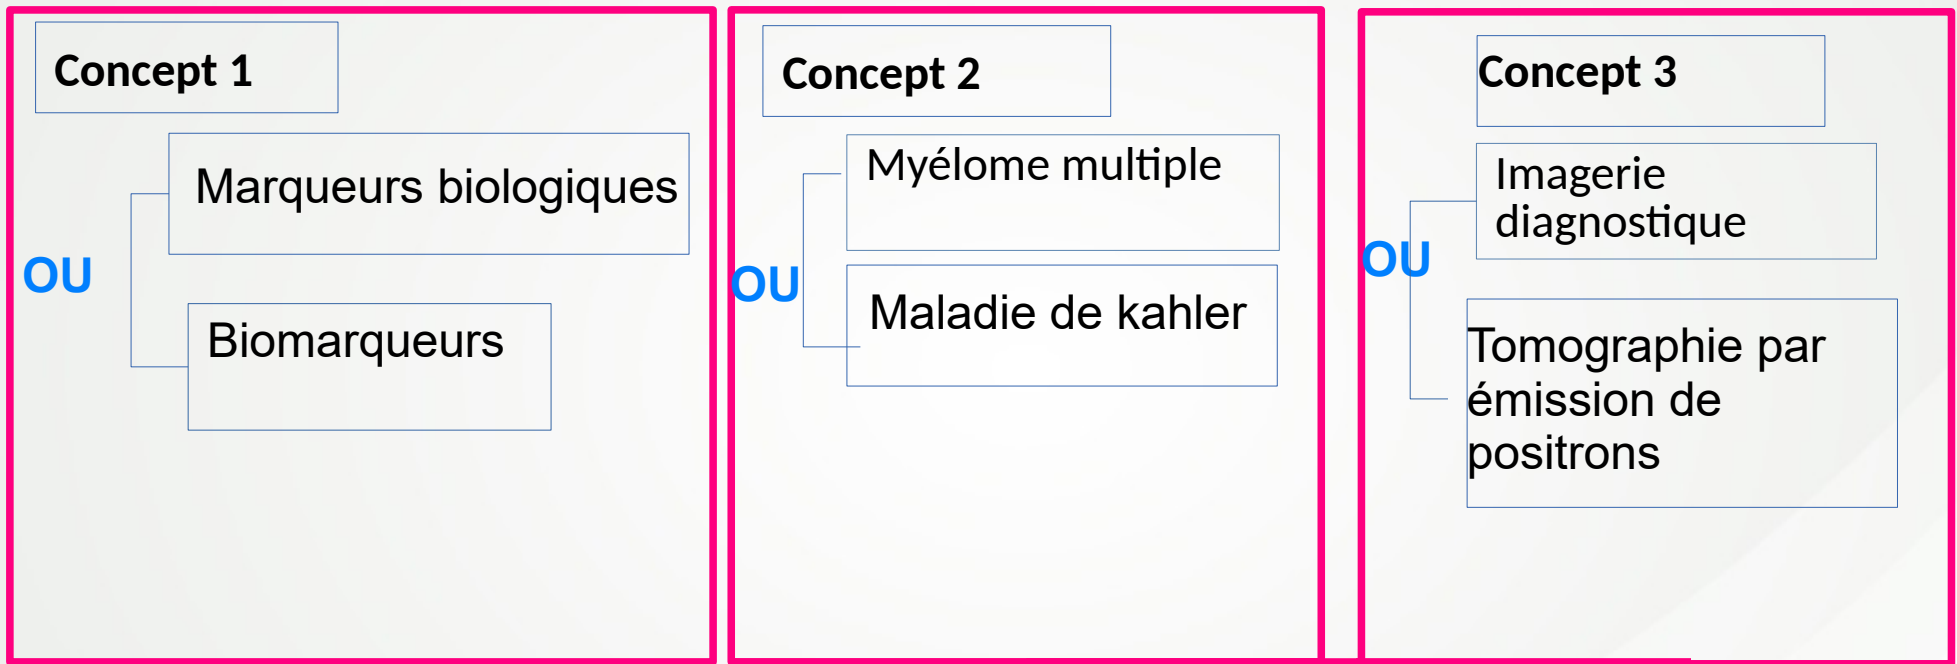 Concept 1
Marqueurs biologiques
OU
Biomarqueurs
Concept 2
Myélome multiple
OU
Maladie de kahler
Concept 3
Imagerie
diagnostique
OU
Tomographie par
émission de
positrons